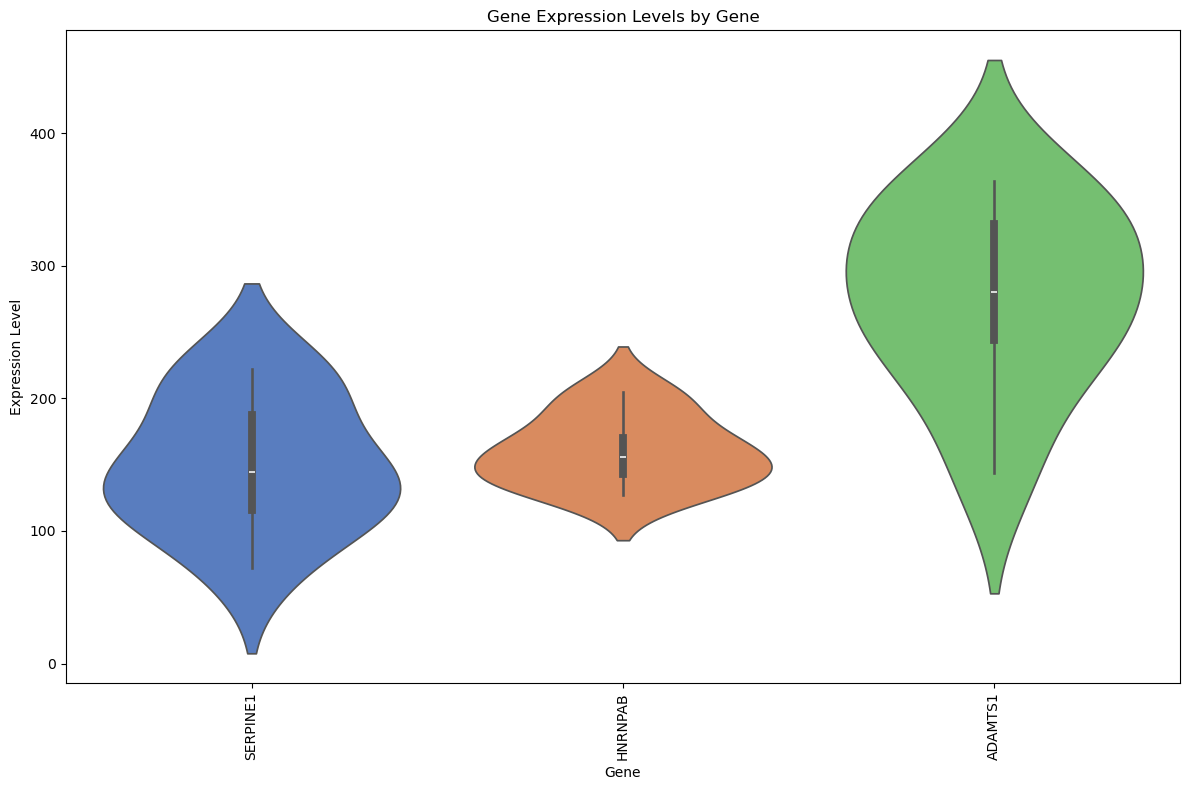 Gene Expression Levels by Gene
Expression Level
400
300
200
100
0
SERPINE1
HNRNPAB
ADAMTS1
Gene